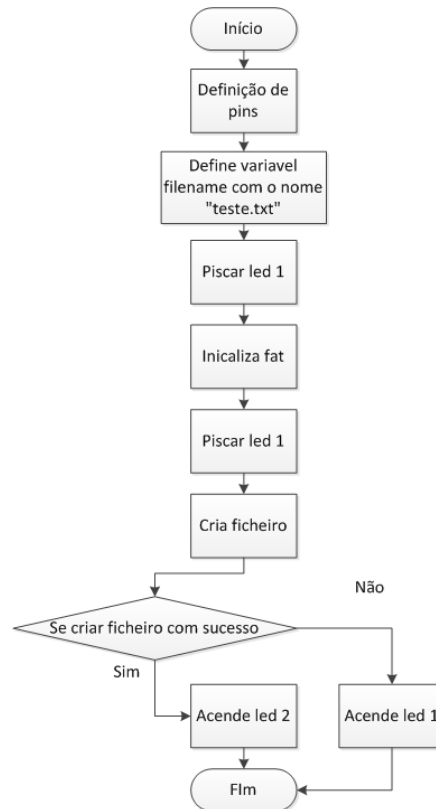 Início
Definição de
pins
Define variavel
filename com o nome
"teste.txt"
Piscar led 1
Inicaliza fat
Piscar led 1
Cria ficheiro
Não
Se criar ficheiro com sucesso
Sim
Acende led 2
Acende led 1
FIm